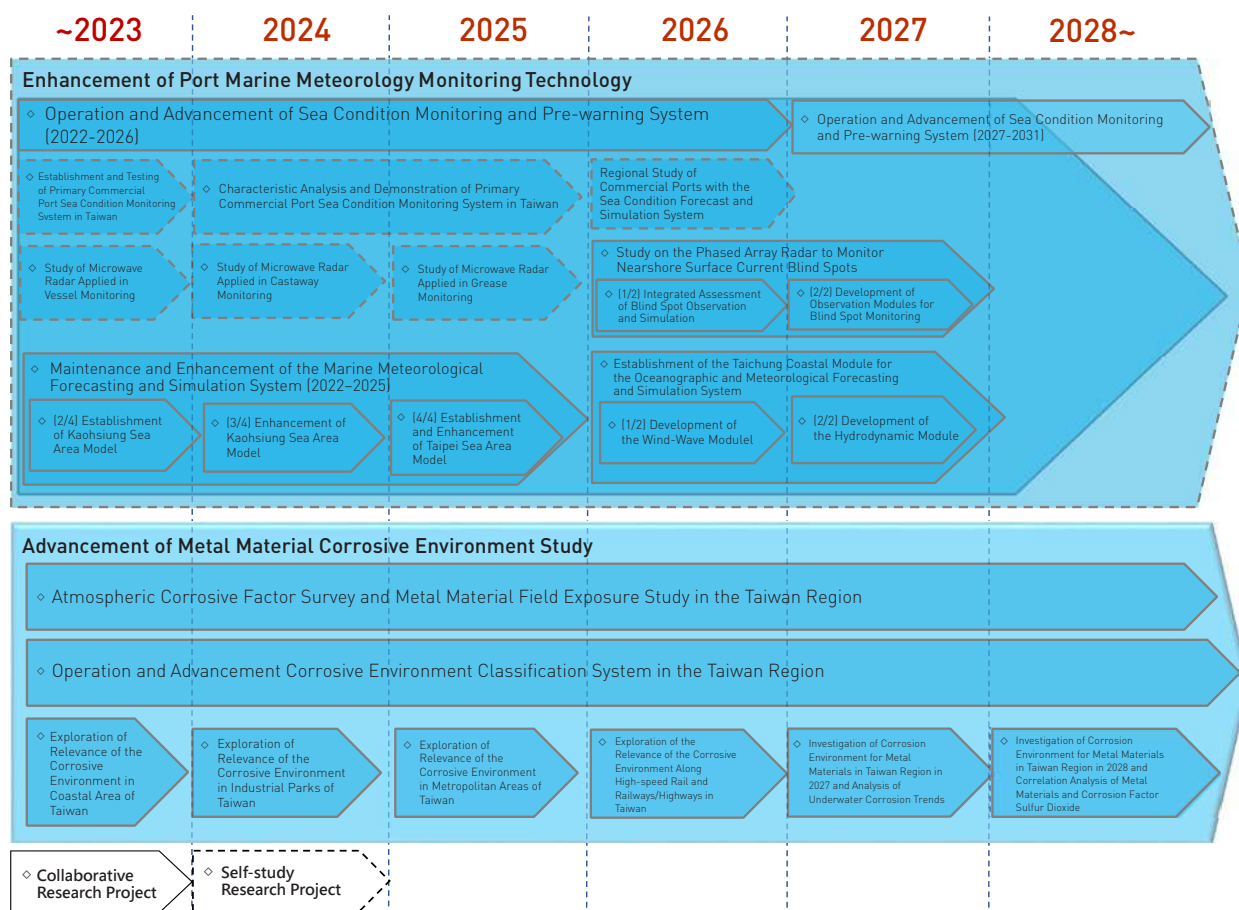 ~2023
2024
2025
2026
2027
2028~
Enhancement of Port Marine Meteorology Monitoring Technology
◇ Operation and Advancement of Sea Condition Monitoring and Pre-warning System
(2022-2026)
◇ Operation and Advancement of Sea Condition Monitoring
and Pre-warning System (2027-2031)
◇ Establishment and Testing
of Primary Commercial
Port Sea Condition Monitoring
System in Taiwan
◇ Characteristic Analysis and Demonstration of Primary
Commercial Port Sea Condition Monitoring System in Taiwan
Regional Study of
Commercial Ports with the
Sea Condition Forecast and
Simulation System
◇ Study of Microwave
Radar Applied in
Vessel Monitoring
◇ Study of Microwave Radar
Applied in Castaway
Monitoring
◇ Study of Microwave Radar
Applied in Grease
Monitoring
◇ Study on the Phased Array Radar to Monitor
Nearshore Surface Current Blind Spots
◇ (1/2) Integrated Assessment
of Blind Spot Observation
and Simulation
◇ (2/2) Development of
Observation Modules for
Blind Spot Monitoring
◇ Maintenance and Enhancement of the Marine Meteorological
Forecasting and Simulation System (2022–2025)
◇ (2/4) Establishment
of Kaohsiung Sea
Area Model
◇ (3/4) Enhancement of
Kaohsiung Sea Area
Model
◇ (4/4) Establishment
and Enhancement
of Taipei Sea Area
Model
◇ Establishment of the Taichung Coastal Module for
the Oceanographic and Meteorological Forecasting
and Simulation System
◇ (1/2) Development of
the Wind-Wave Modulel
◇ (2/2) Development of
the Hydrodynamic Module
Advancement of Metal Material Corrosive Environment Study
◇ Atmospheric Corrosive Factor Survey and Metal Material Field Exposure Study in the Taiwan Region
◇ Operation and Advancement Corrosive Environment Classification System in the Taiwan Region
◇ Exploration of
Relevance of the
Corrosive
Environment in
Coastal Area of
Taiwan
◇ Exploration of
Relevance of the
Corrosive Environment
in Industrial Parks of
Taiwan
◇ Exploration of
Relevance of the
Corrosive Environment
in Metropolitan Areas of
Taiwan
◇ Exploration of the
Relevance of the Corrosive
Environment Along
High-speed Rail and
Railways/Highways in
Taiwan
◇ Investigation of Corrosion
Environment for Metal
Materials in Taiwan Region in
2027 and Analysis of
Underwater Corrosion Trends
◇ Investigation of Corrosion
Environment for Metal Materials
in Taiwan Region in 2028 and
Correlation Analysis of Metal
Materials and Corrosion Factor
Sulfur Dioxide
◇ Collaborative
Research Project
◇ Self-study
Research Project